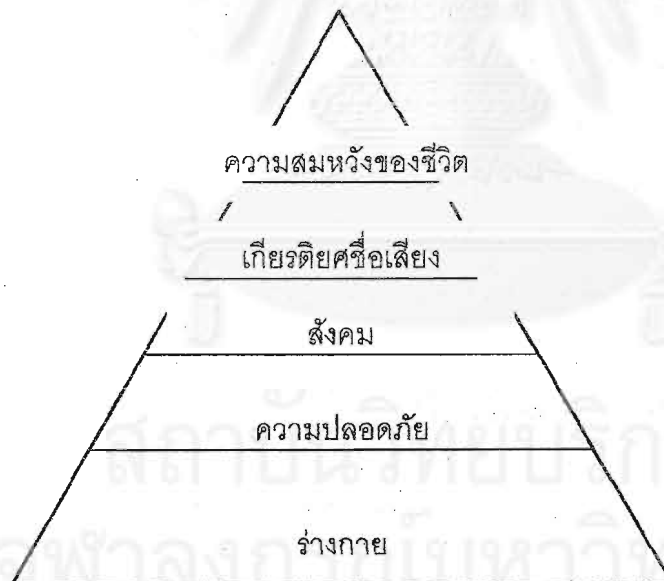 ความสมหวังของชีวิต
เกียรติยศชื่อเสียง
สังคม
ความปลอดภัย
ร่างกาย